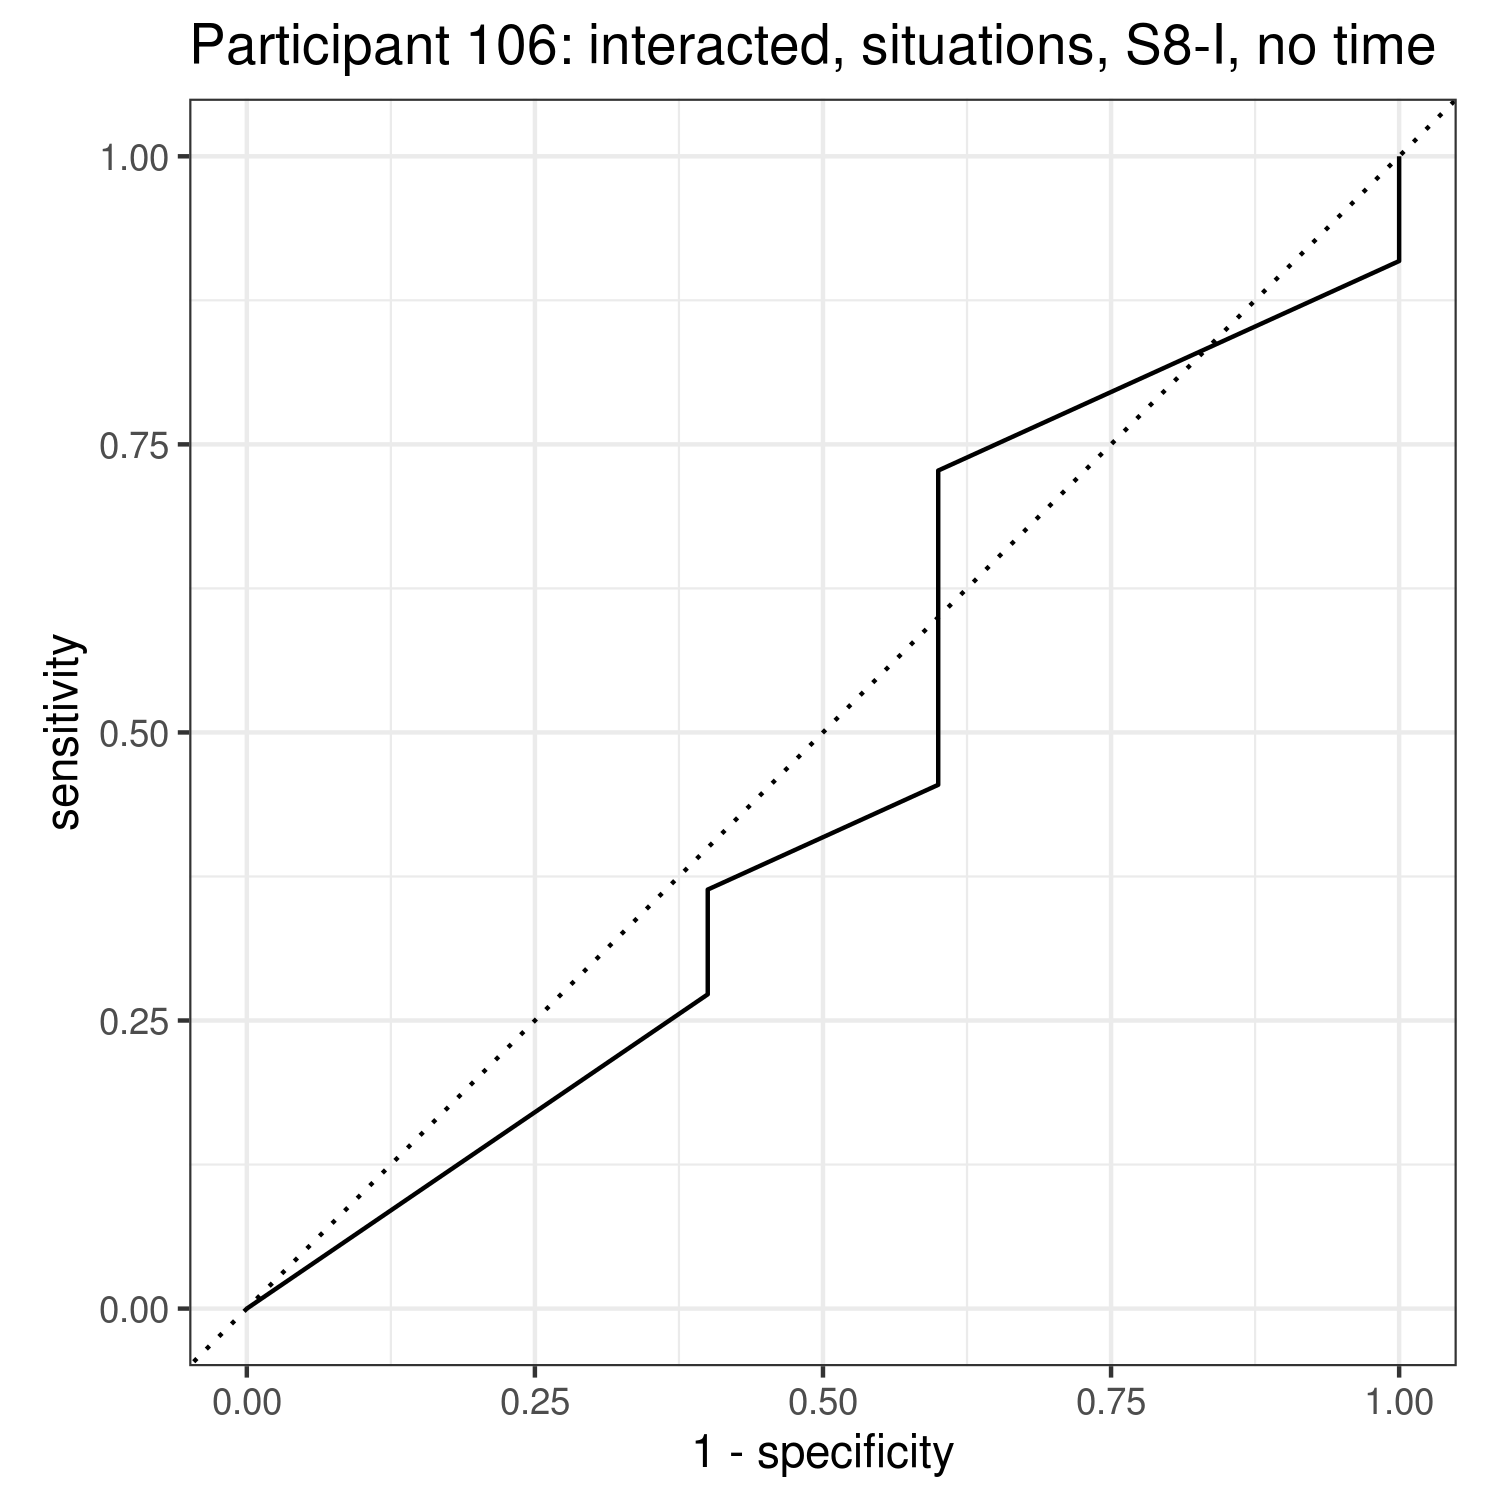 Participant 106: interacted, situations, S8-I, no time
sensitivity
1.00
0.75
0.50
0.25
0.00
0.00 0.25 0.50 0.75 1.00
1 - specificity